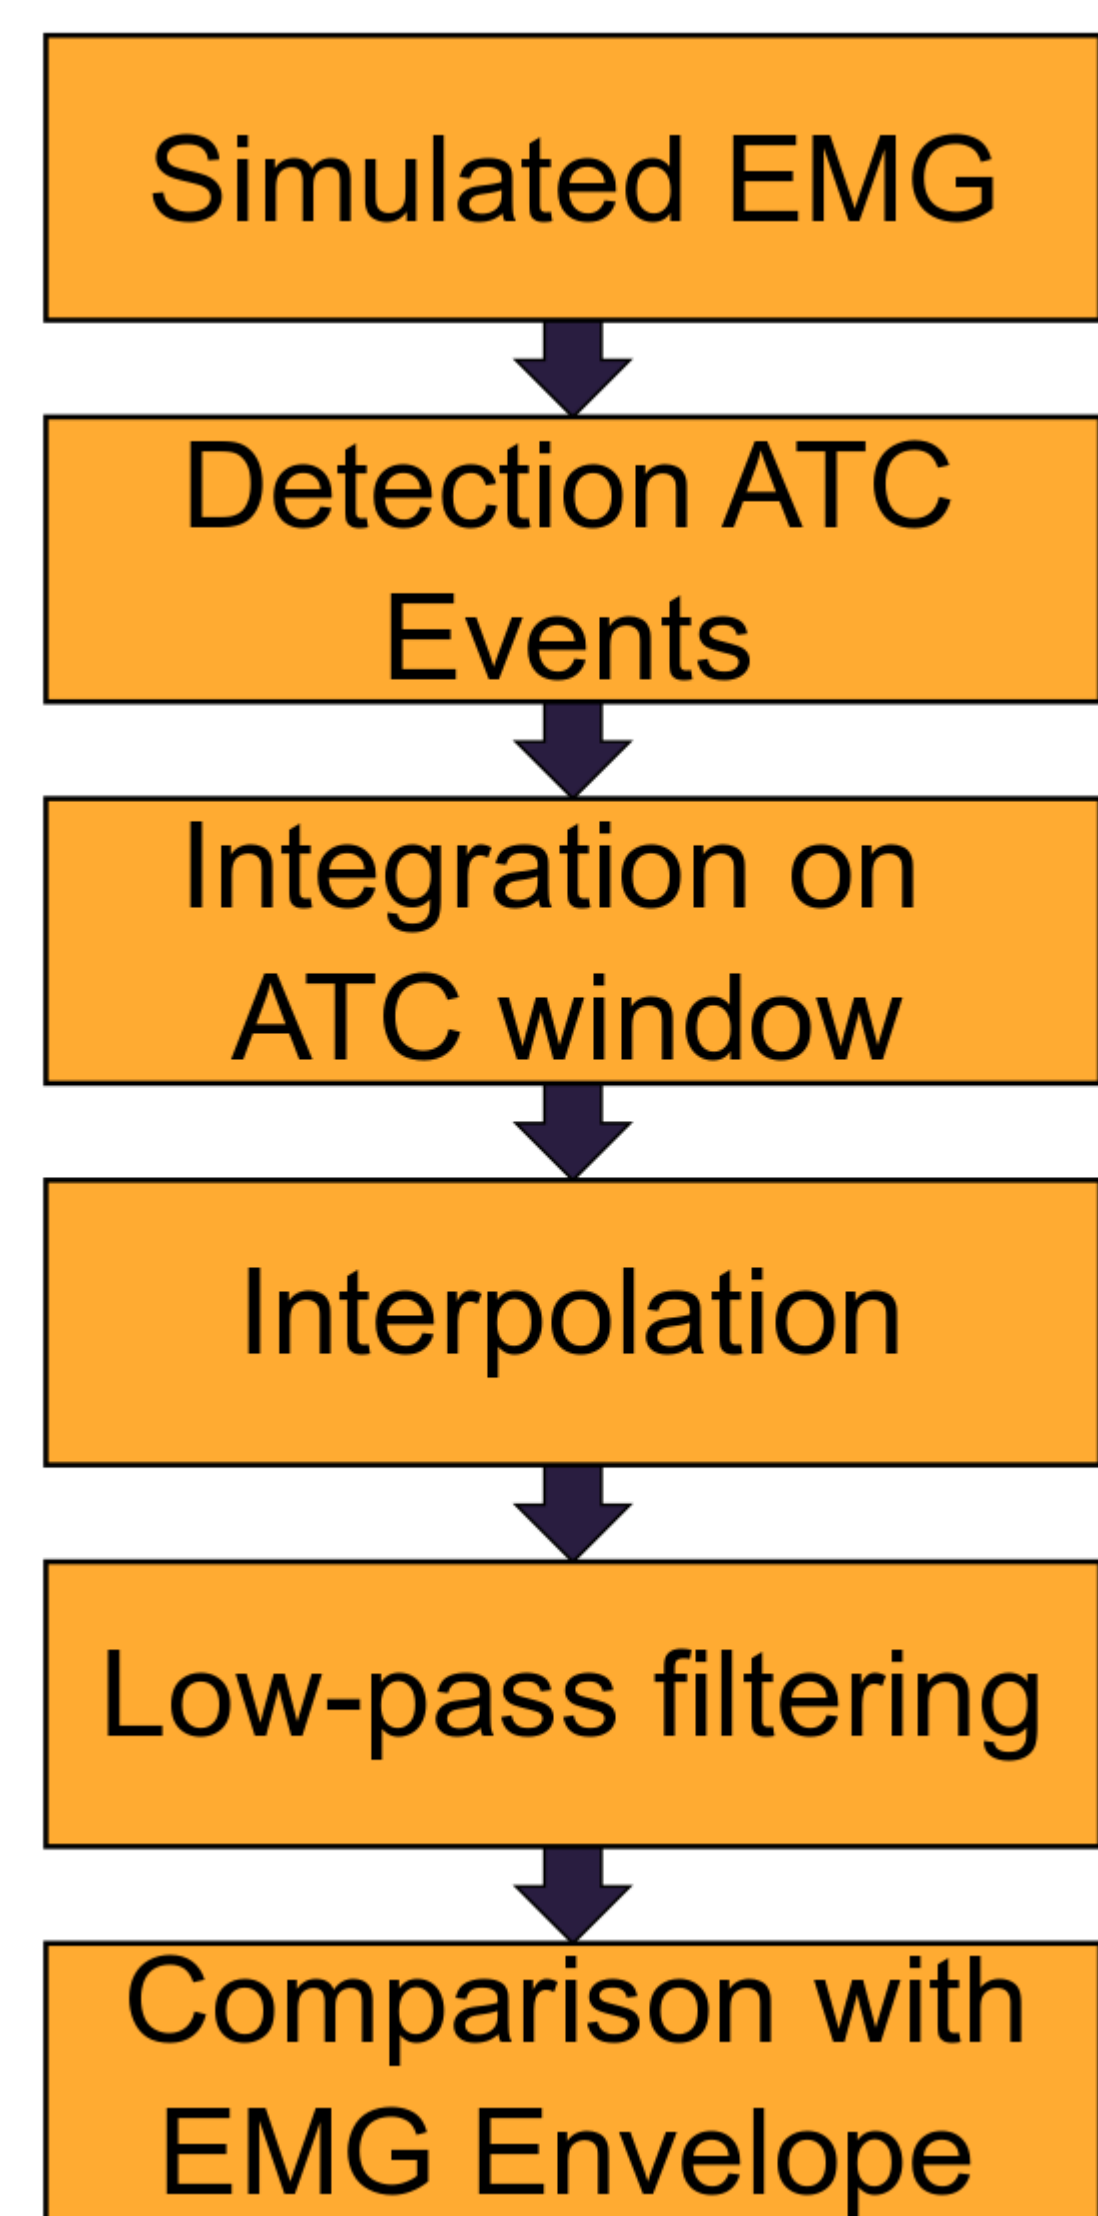 Simulated EMG
Detection ATC
Events
Integration on
ATC window
Interpolation
Low-pass filtering
Comparison with
EMG Envelope